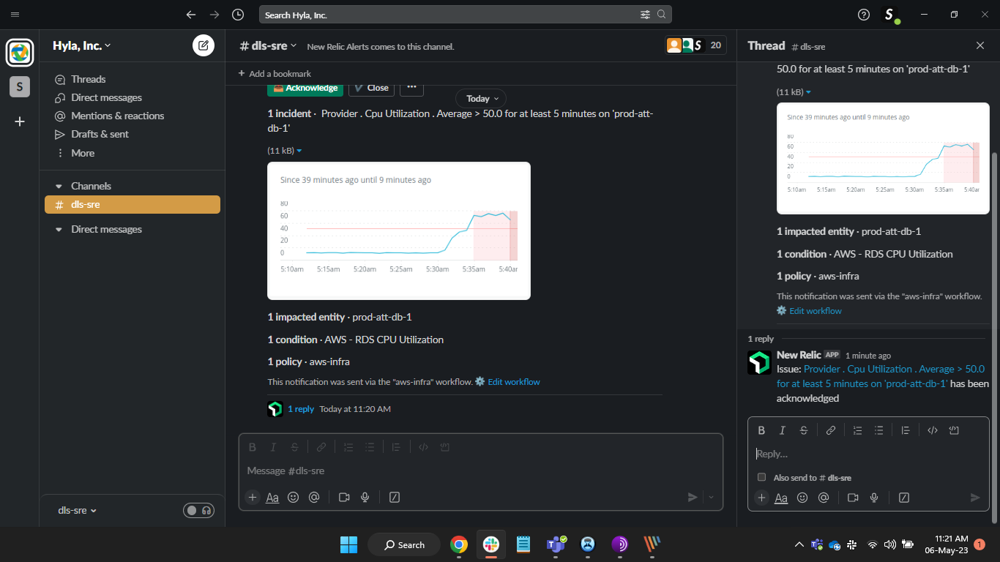 Search Hyla, Inc.
S
Hyla, Inc.
S
Threads
Direct messages
Mentions & reactions
Drafts & sent
More
Channels
# dls-sre
Direct messages
dls-sre
# dls-sre
New Relic Alerts comes to this channel.
S
20
+ Add a bookmark
Acknowledge
Close
...
Today
1 incident · Provider . Cpu Utilization . Average > 50.0 for at least 5 minutes on 'prod-att-
db-1'
(11 kB)
Since 39 minutes ago until 9 minutes ago
80
60
40
20
0
5:10am 5:15am 5:20am 5:25am 5:30am 5:35am 5:40ar
1 impacted entity · prod-att-db-1
1 condition · AWS - RDS CPU Utilization
1 policy · aws-infra
This notification was sent via the "aws-infra" workflow. Edit workflow
1 reply Today at 11:20 AM
B I S
Message #dls-sre
+ Aa @
Thread # dls-sre
50.0 for at least 5 minutes on 'prod-att-db-1'
(11 kB)
Since 39 minutes ago until 9 minutes ago
80
60
40
20
0
5:10am 5:15am 5:20am 5:25am 5:30am 5:35am 5:40ar
1 impacted entity · prod-att-db-1
1 condition · AWS - RDS CPU Utilization
1 policy · aws-infra
This notification was sent via the "aws-infra" workflow.
Edit workflow
1 reply
New Relic APP 1 minute ago
Issue: Provider . Cpu Utilization . Average > 50.0
for at least 5 minutes on 'prod-att-db-1' has been
acknowledged
B I S
Reply...
Also send to # dls-sre
+ Aa @
Search
11:21 AM
06-May-23
1